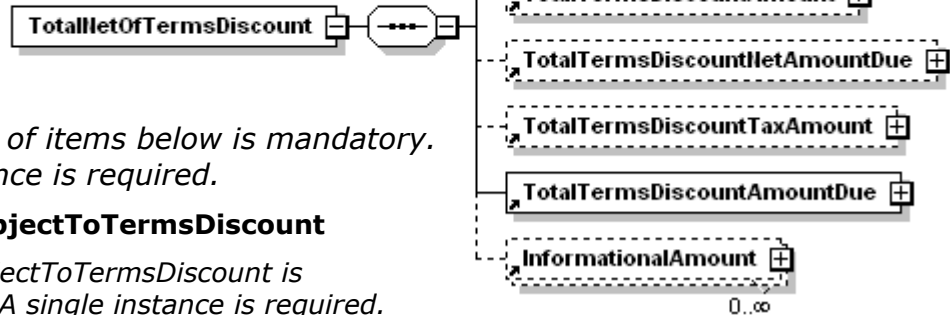 TotalNetOfTermsDiscount
TotalTermsDiscountNetAmountDue
of items below is mandatory.
TotalTermsDiscountTaxAmount
nce is required.
TotalTermsDiscountAmountDue
bjectToTermsDiscount
InformationalAmount
jectToTermsDiscount is
A single instance is required.
0..∞